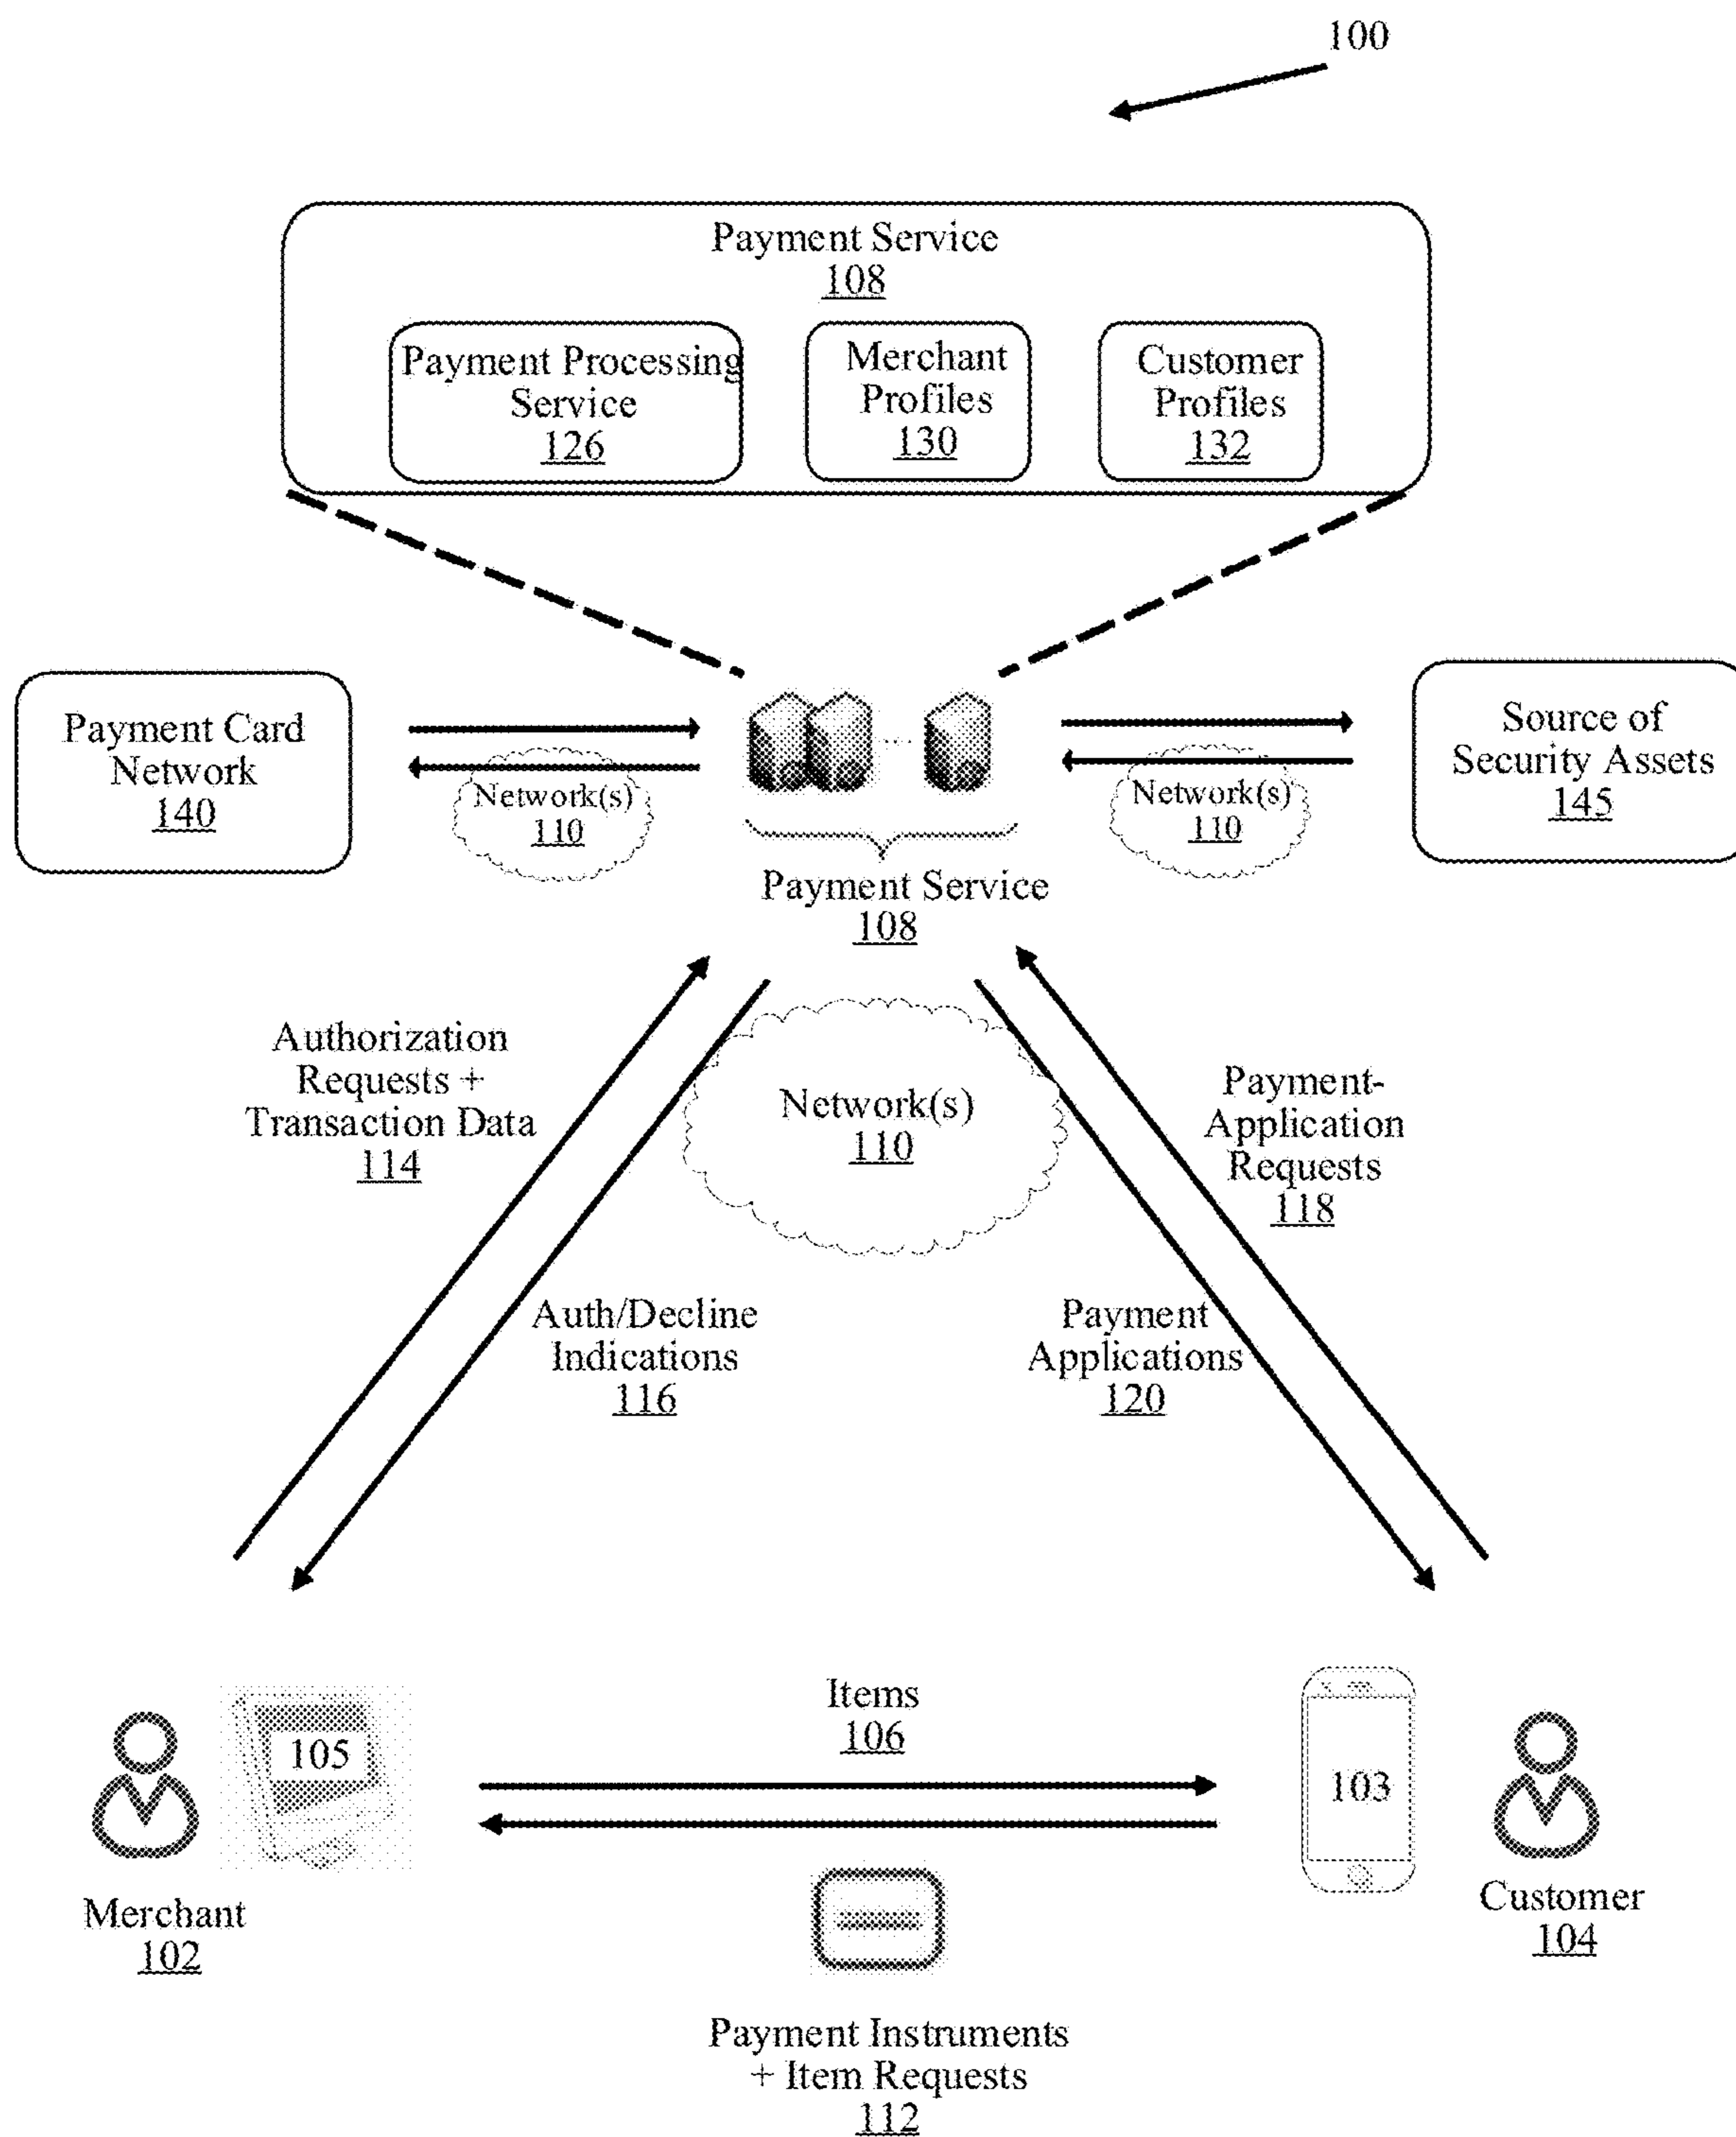 100
Payment Service
108
Payment Processing
Service
126
Merchant
Profiles
130
Customer
Profiles
132
Payment Card
Network
140
Network(s)
110
Network(s)
110
Source of
Security Assets
145
Payment Service
108
Authorization
Requests +
Transaction Data
114
Network(s)
110
Payment-
Application
Requests
118
Auth/Decline
Indications
116
Payment
Applications
120
Items
106
105
103
Merchant
102
Customer
104
Payment Instruments
+ Item Requests
112